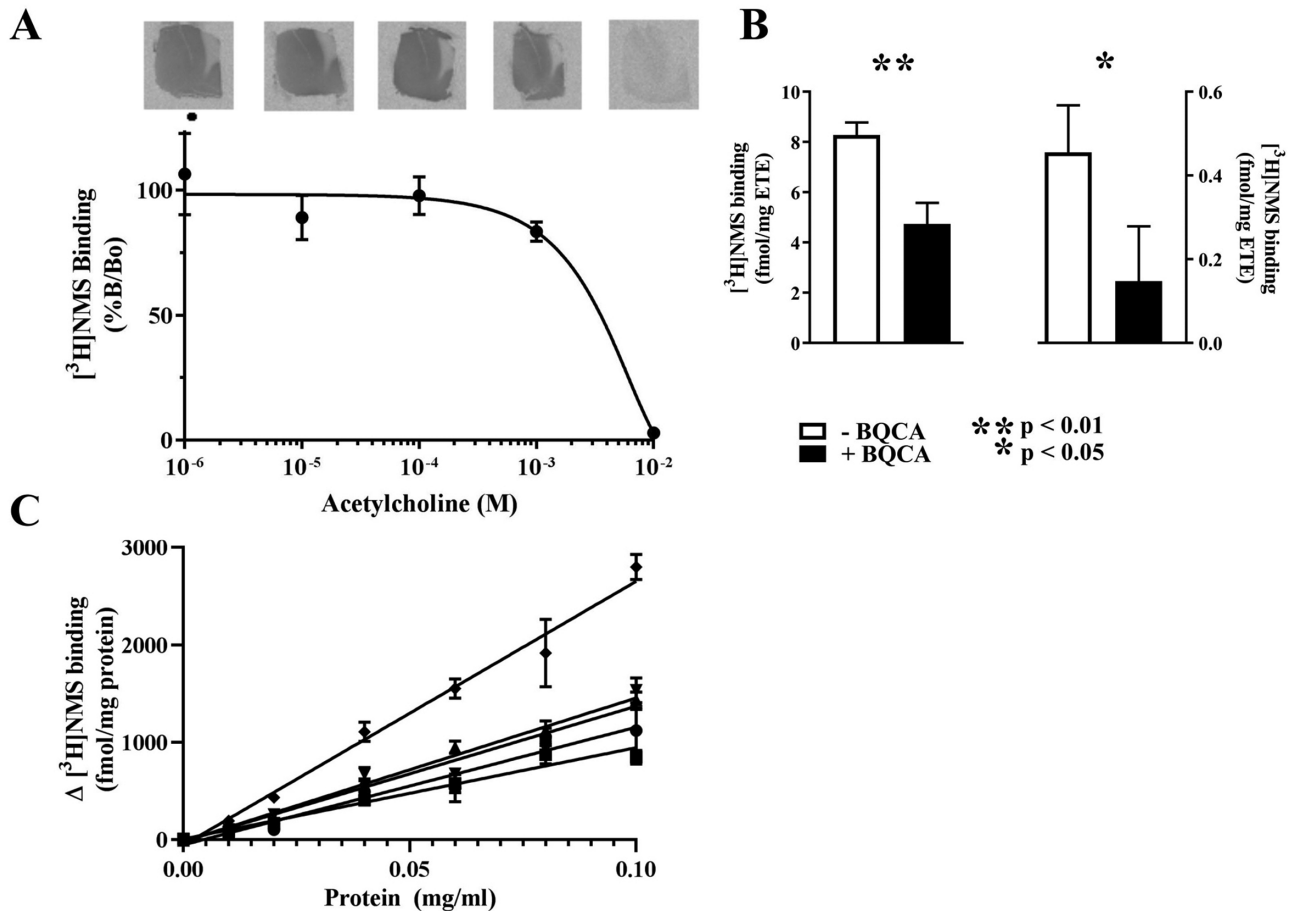 A
B
[³H]NMS Binding
(%B/Bo)
100
50
0
10⁻⁶
10⁻⁵
10⁻⁴
10⁻³
10⁻²
Acetylcholine (M)
**
*
[³H]NMS binding
(fmol/mg ETE)
10
8
6
4
2
0
0.6
0.4
0.2
0.0
[³H]NMS binding
(fmol/mg ETE)
- BQCA
+ BQCA
** p < 0.01
* p < 0.05
C
Δ [³H]NMS binding
(fmol/mg protein)
3000
2000
1000
0
0.00
0.05
0.10
Protein (mg/ml)